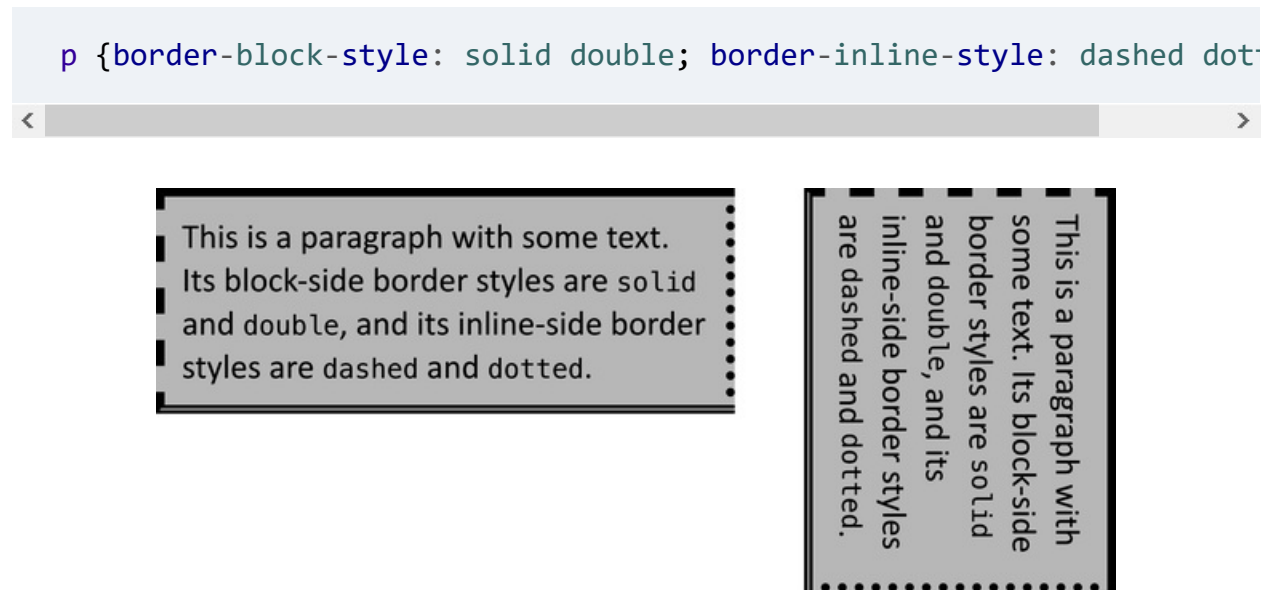 p {border-block-style: solid double; border-inline-style: dashed dot
This is a paragraph with some text.
Its block-side border styles are solid
and double, and its inline-side border
styles are dashed and dotted.
This is a paragraph with
some text. Its block-side
border styles are solid
and double, and its
inline-side border styles
are dashed and dotted.